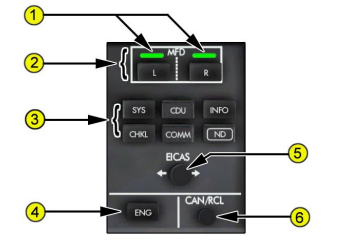 1
MFD
2
L R
SYS CDU INFO
3
CHKL COMM ND
EICAS
5
CAN/RCL
4
ENG
6